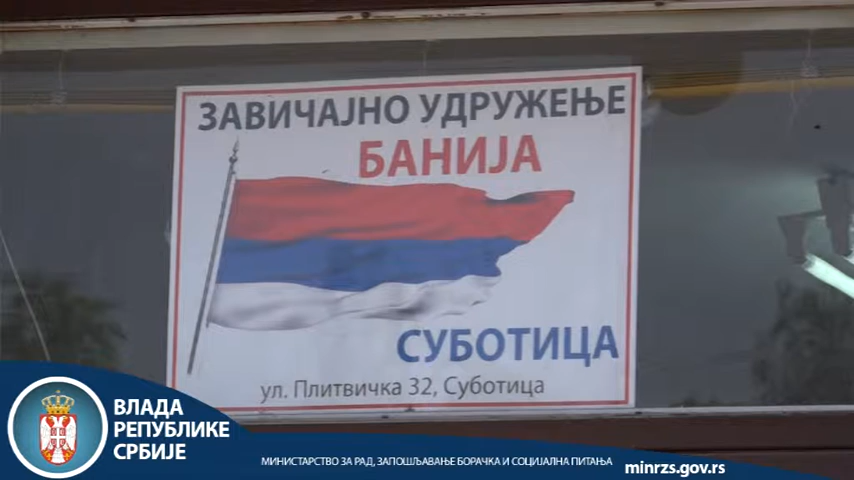 ЗАВИЧАЈНО УДРУЖЕЊЕ
БАНИЈА
СУБОТИЦА
ул. Плитвичка 32, Суботица
ВЛАДА
РЕПУБЛИКЕ
СРБИЈЕ
МИНИСТАРСТВО ЗА РАД, ЗАПОШЉАВАЊЕ БОРАЧКА И СОЦИЈАЛНА ПИТАЊА
minrzs.gov.rs